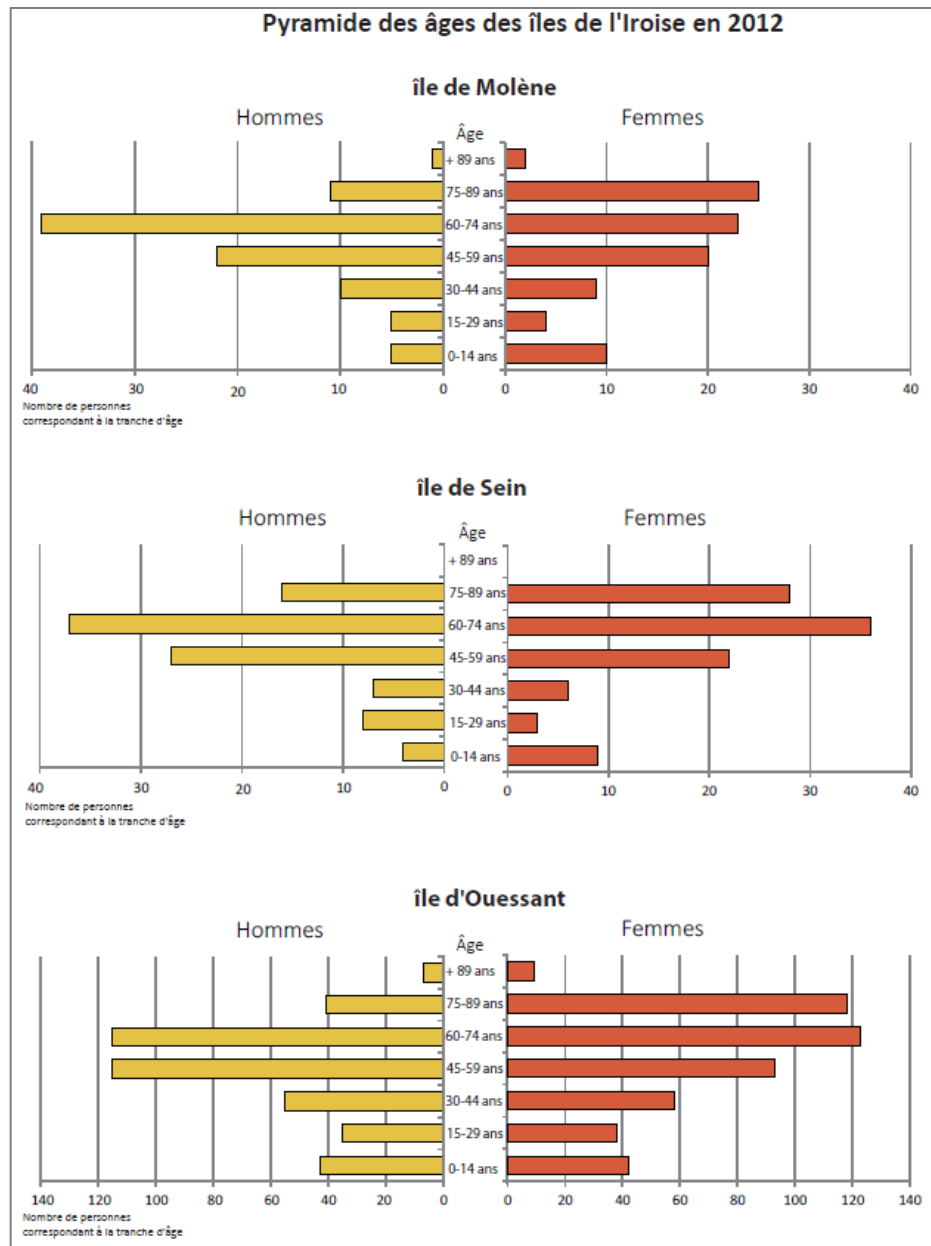 Pyramide des âges des îles de l'Iroise en 2012
île de Molène
Hommes
Femmes
Âge
+ 89 ans
75-89 ans
60-74 ans
45-59 ans
30-44 ans
15-29 ans
0-14 ans
40 30 20 10 0 0 10 20 30 40
Nombre de personnes
correspondant à la tranche d'âge
île de Sein
Hommes
Femmes
Âge
+ 89 ans
75-89 ans
60-74 ans
45-59 ans
30-44 ans
15-29 ans
0-14 ans
40 30 20 10 0 0 10 20 30 40
Nombre de personnes
correspondant à la tranche d'âge
île d'Ouessant
Hommes
Femmes
Âge
+ 89 ans
75-89 ans
60-74 ans
45-59 ans
30-44 ans
15-29 ans
0-14 ans
140 120 100 80 60 40 20 0 0 20 40 60 80 100 120 140
Nombre de personnes
correspondant à la tranche d'âge